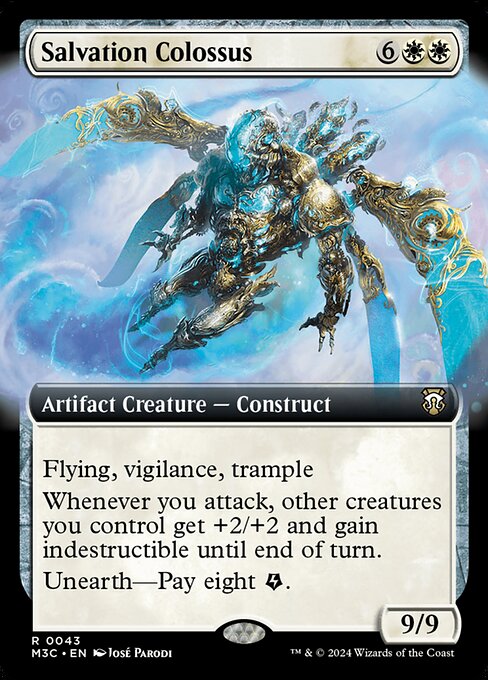 Salvation Colossus 6
Artifact Creature — Construct
Flying, vigilance, trample
Whenever you attack, other creatures
you control get +2/+2 and gain
indestructible until end of turn.
Unearth—Pay eight.
9/9
R 0043
M3C • EN José Parodi
™ & © 2024 Wizards of the Coast